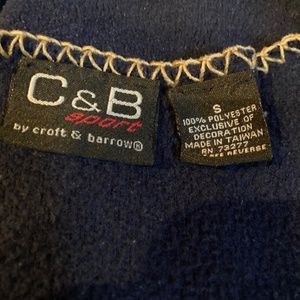 C & B
sport
by croft & barrow®
S
100% POLYESTER
EXCLUSIVE OF
DECORATION
MADE IN TAIWAN
RN 73277
SEE REVERSE